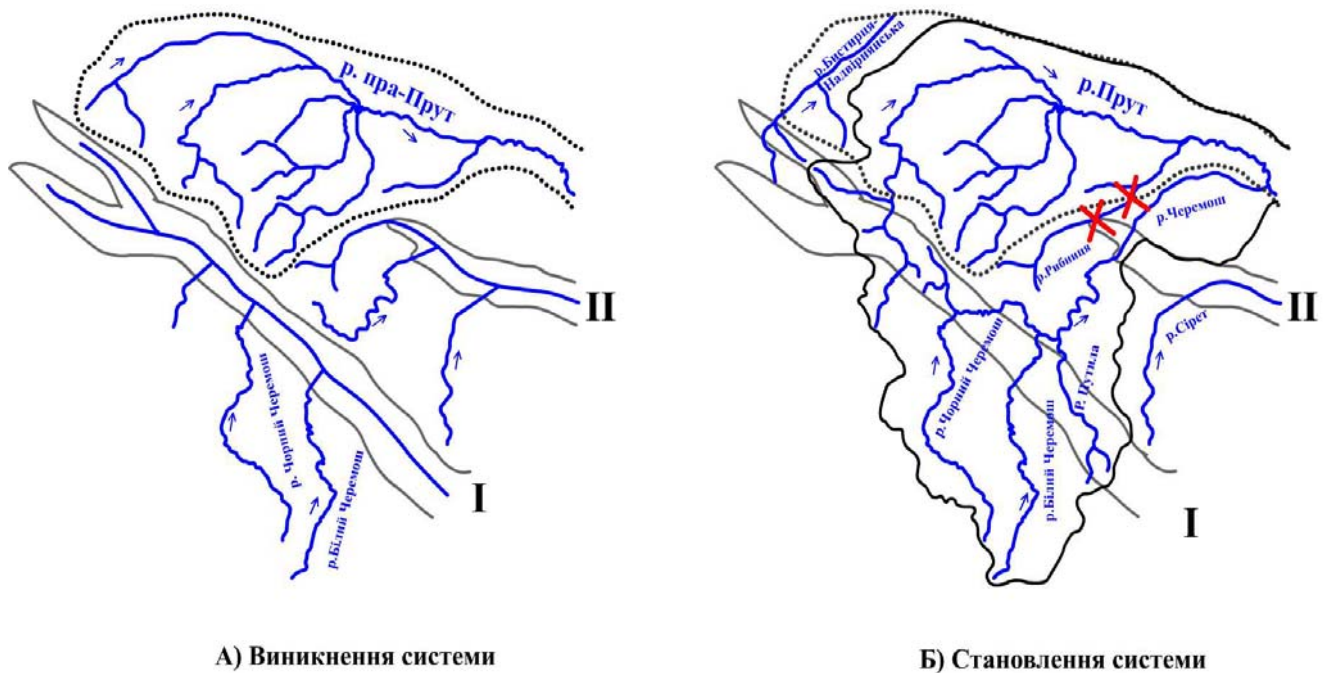 р. пра-Прут
II
р. Чорний Черемош
р.Білий Черемош
I
А) Виникнення системи
р.Бистирця-
Надвірнянська
р.Прут
р.Черемош
р.Рибниця
II
р.Сірет
р.Чорний Черемош
р.Білий Черемош
Р. Путила
I
Б) Становлення системи